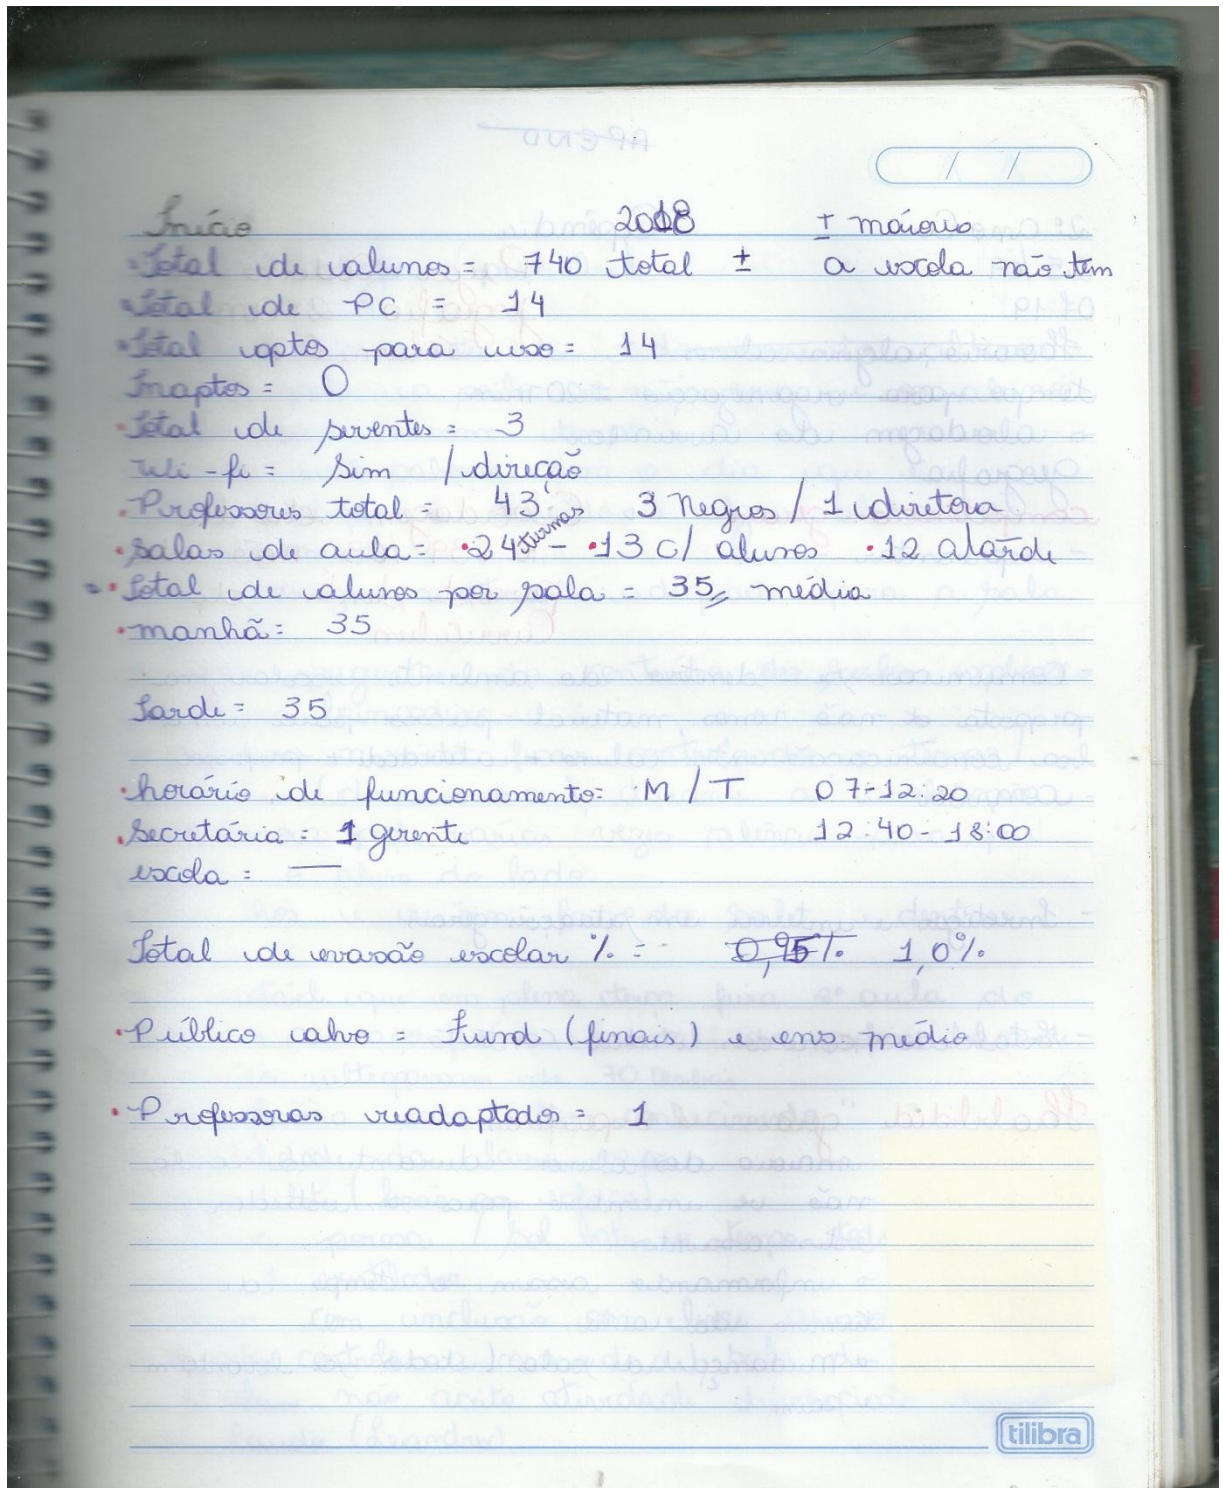 Início 2018 ± maiorio
Total de alunos = 740 total ± a escola não tem
Total de PC = 14
Total aptos para uso = 14
Inaptos = 0
Total de serventes = 3
Wi-fi = Sim / direção
Professores total = 43, 3 Negros / 1 diretora
Salas de aula = 24 turmas - 13 c/ alunos 12 a tarde
Total de alunos por sala = 35 média
manhã = 35
Tarde = 35
horário de funcionamento: M / T 07-12:20
Secretária = 1 gerente 12:40 - 18:00
escola = —
Total de evasão escolar % = 0,95% 1,0%
Público alvo = Fund (finais) e ens. médio
Professoras readaptados = 1
tilibra